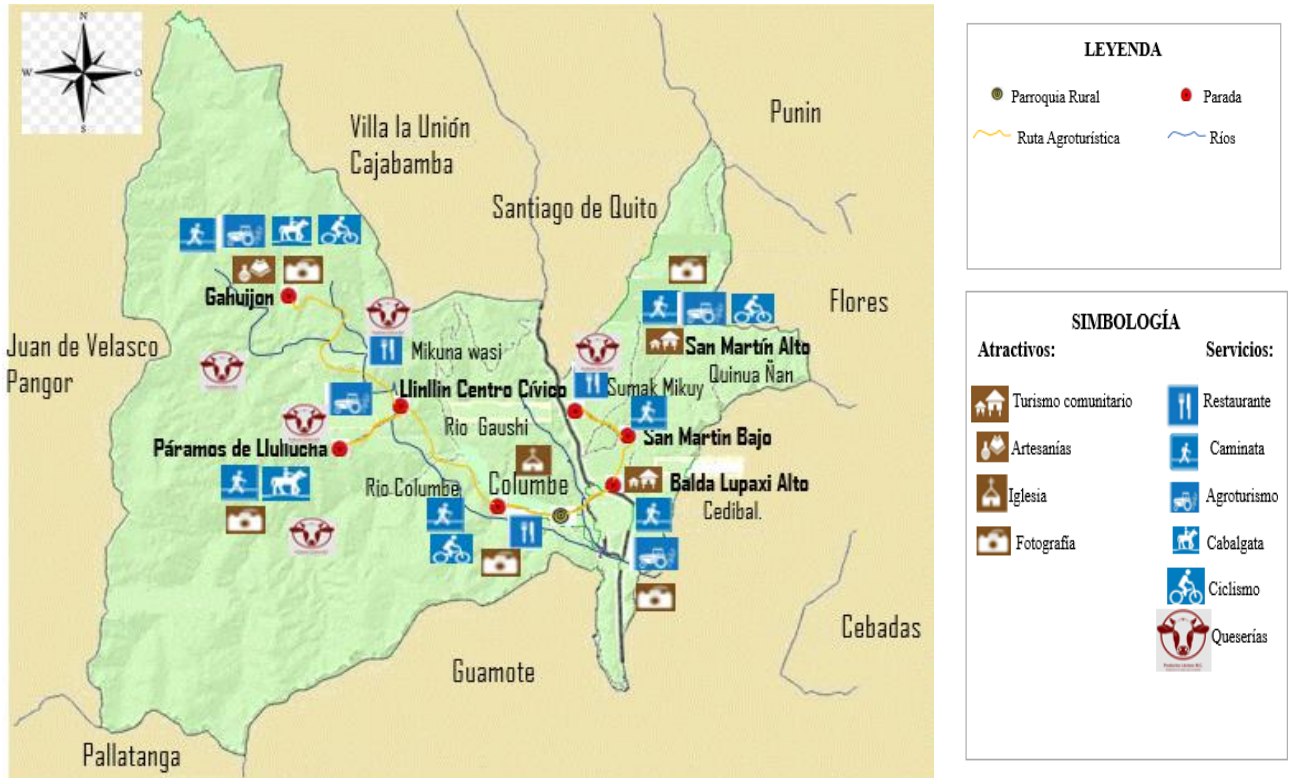 N
W
O
S
Villa la Unión
Cajabamba
Punin
Santiago de Quito
Flores
Gahuijon
Juan de Velasco
Pangor
Mikuna wasi
San Martín Alto
Quinua Ñan
Llinllin Centro Cívico
Sumak Mikuy
Rio Gaushi
San Martin Bajo
Páramos de Llullucha
Rio Columbe
Columbe
Balda Lupaxi Alto
Cedibal.
Cebadas
Guamote
Pallatanga
LEYENDA
Parroquia Rural
Parada
Ruta Agroturística
Ríos
SIMBOLOGÍA
Atractivos:
Servicios:
Turismo comunitario
Restaurante
Artesanías
Caminata
Iglesia
Agroturismo
Fotografía
Cabalgata
Ciclismo
Queserías